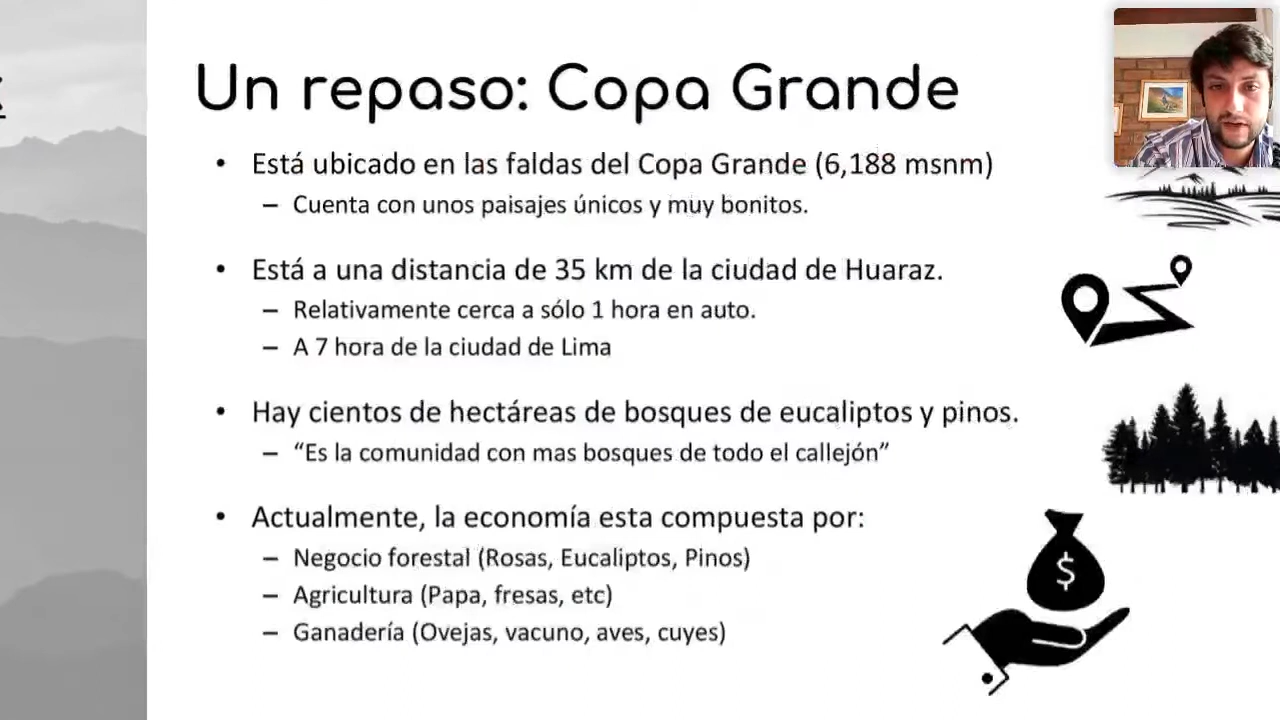 Un repaso: Copa Grande
• Está ubicado en las faldas del Copa Grande (6,188 msnm)
– Cuenta con unos paisajes únicos y muy bonitos.
• Está a una distancia de 35 km de la ciudad de Huaraz.
– Relativamente cerca a sólo 1 hora en auto.
– A 7 hora de la ciudad de Lima
• Hay cientos de hectáreas de bosques de eucaliptos y pinos.
– “Es la comunidad con mas bosques de todo el callejón”
• Actualmente, la economía esta compuesta por:
– Negocio forestal (Rosas, Eucaliptos, Pinos)
– Agricultura (Papa, fresas, etc)
– Ganadería (Ovejas, vacuno, aves, cuyes)
$